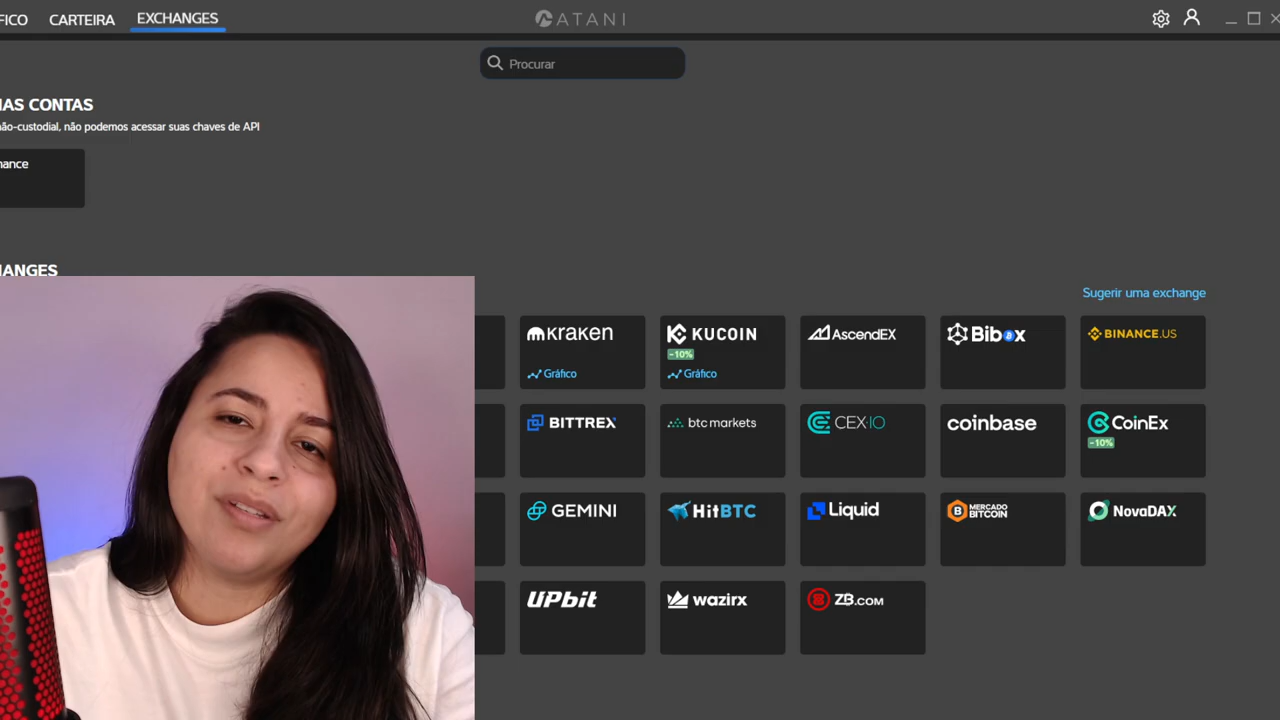 FICO CARTEIRA EXCHANGES ATANI
Procurar
IAS CONTAS
não-custodial, não podemos acessar suas chaves de API
nance
HANGES
Sugerir uma exchange
kraken KUCOIN AscendEX Bibox BINANCE.US
-10%
Gráfico Gráfico
BITTREX btc markets CEX.IO coinbase CoinEx
-10%
GEMINI HitBTC Liquid MERCADO BITCOIN NovaDAX
UPbit wazirx ZB.COM